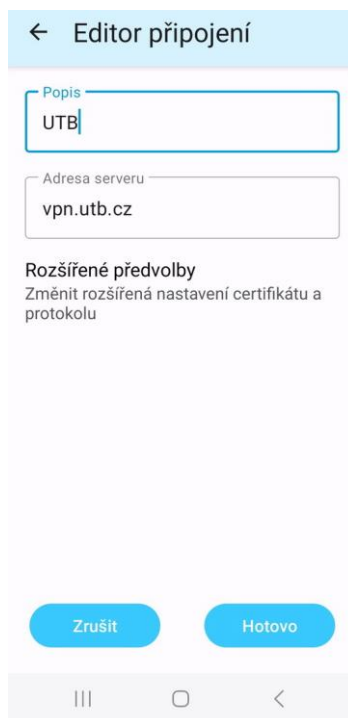 Editor připojení
Popis
UTB
Adresa serveru
vpn.utb.cz
Rozšířené předvolby
Změnit rozšířená nastavení certifikátu a
protokolu
Zrušit
Hotovo